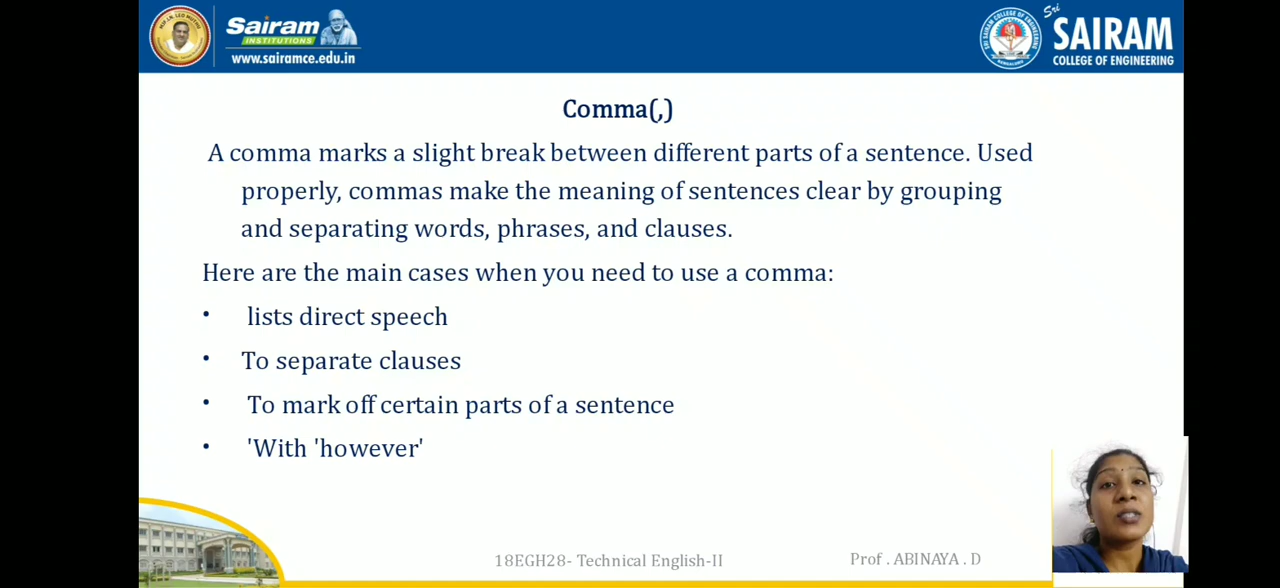 Sairam
INSTITUTIONS
www.sairamce.edu.in
Sri
SAIRAM
COLLEGE OF ENGINEERING
Comma(,)
A comma marks a slight break between different parts of a sentence. Used
properly, commas make the meaning of sentences clear by grouping
and separating words, phrases, and clauses.
Here are the main cases when you need to use a comma:
• lists direct speech
• To separate clauses
• To mark off certain parts of a sentence
• 'With 'however'
18EGH28- Technical English-II
Prof . ABINAYA . D